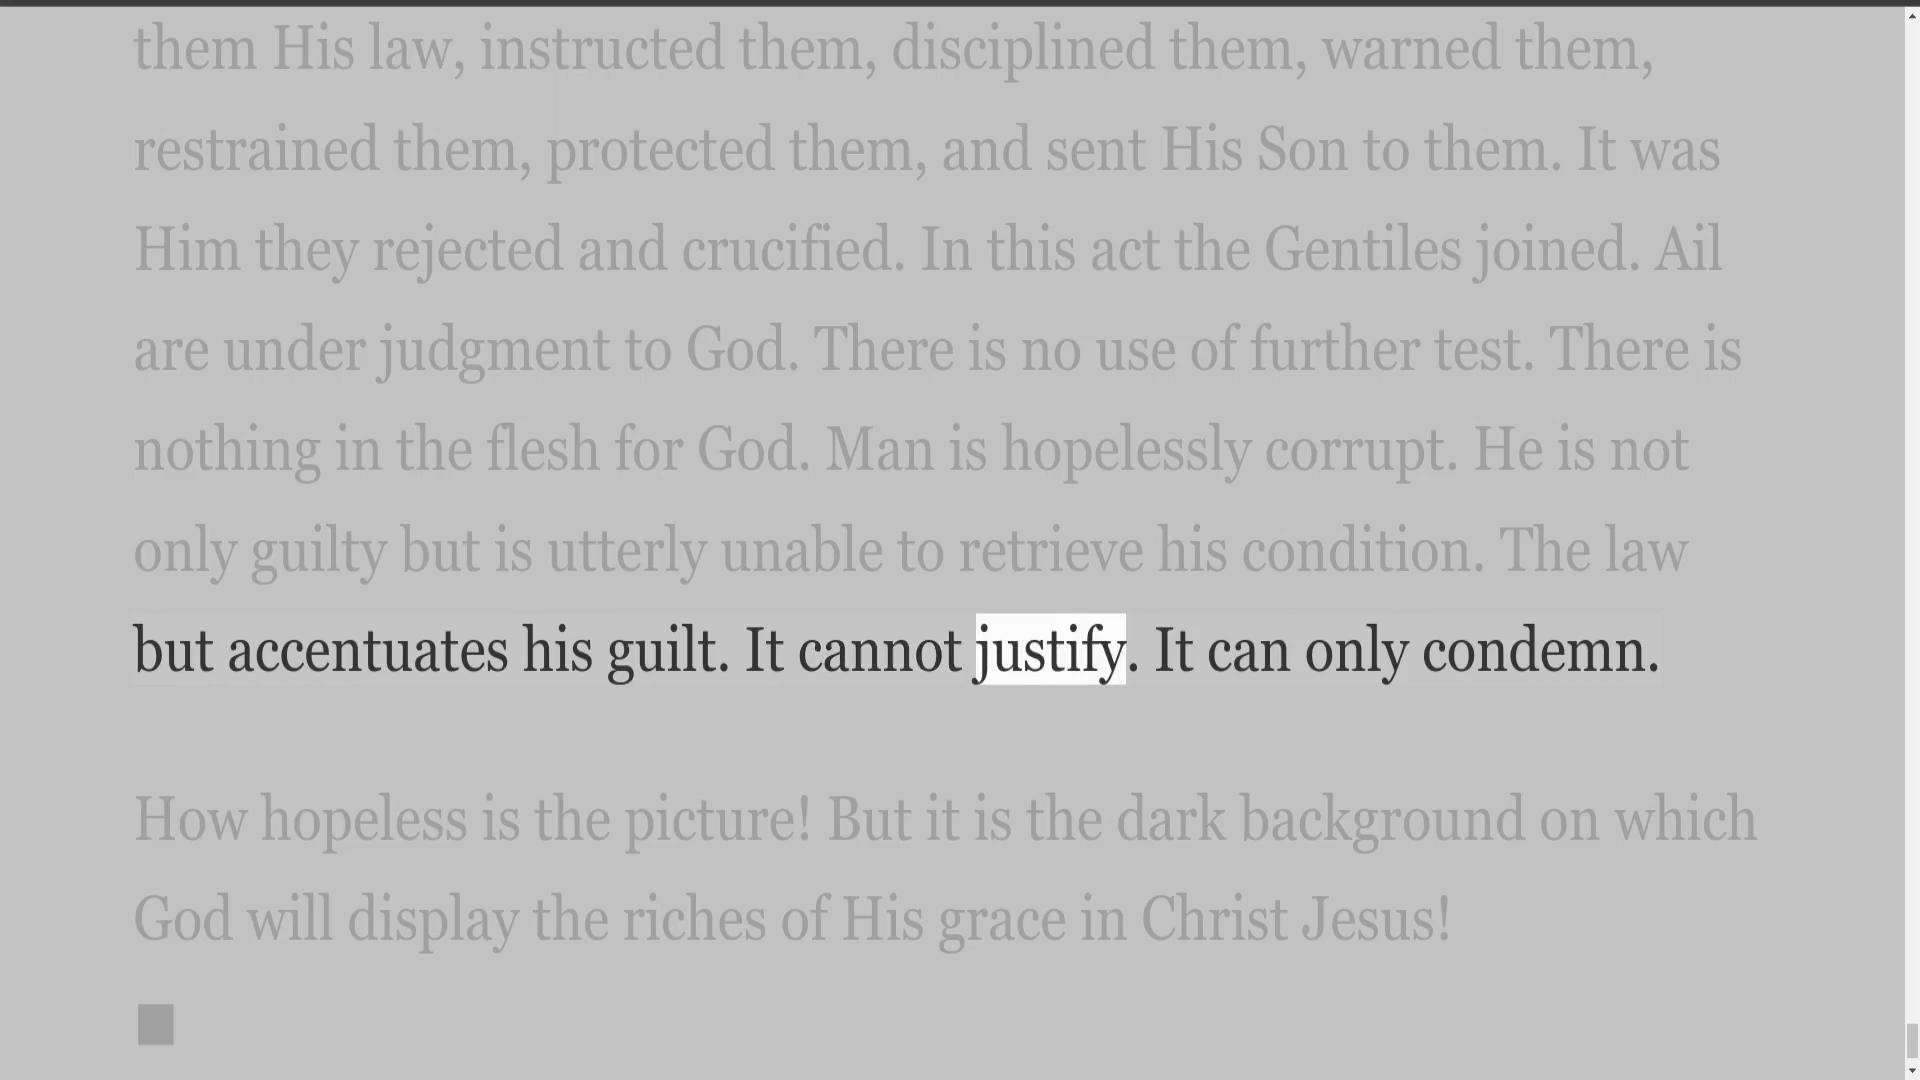 them His law, instructed them, disciplined them, warned them,
restrained them, protected them, and sent His Son to them. It was
Him they rejected and crucified. In this act the Gentiles joined. Ail
are under judgment to God. There is no use of further test. There is
nothing in the flesh for God. Man is hopelessly corrupt. He is not
only guilty but is utterly unable to retrieve his condition. The law
but accentuates his guilt. It cannot justify. It can only condemn.
How hopeless is the picture! But it is the dark background on which
God will display the riches of His grace in Christ Jesus!